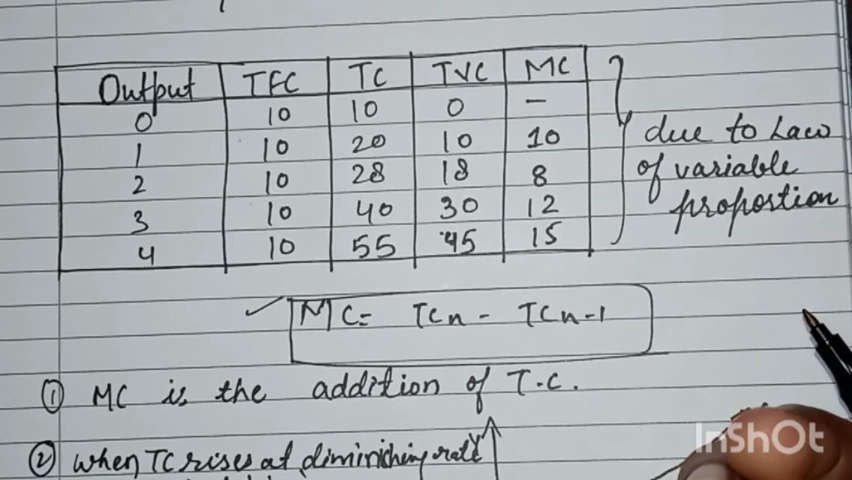 Output TFC TC TVC MC
0 10 10 0 —
1 10 20 10 10
2 10 28 18 8
3 10 40 30 12
4 10 55 45 15
due to Law
of variable
proportion
MC = TCn - TCn-1
① MC is the addition of T.C.
② When TC rises at diminishing rate
InShOt